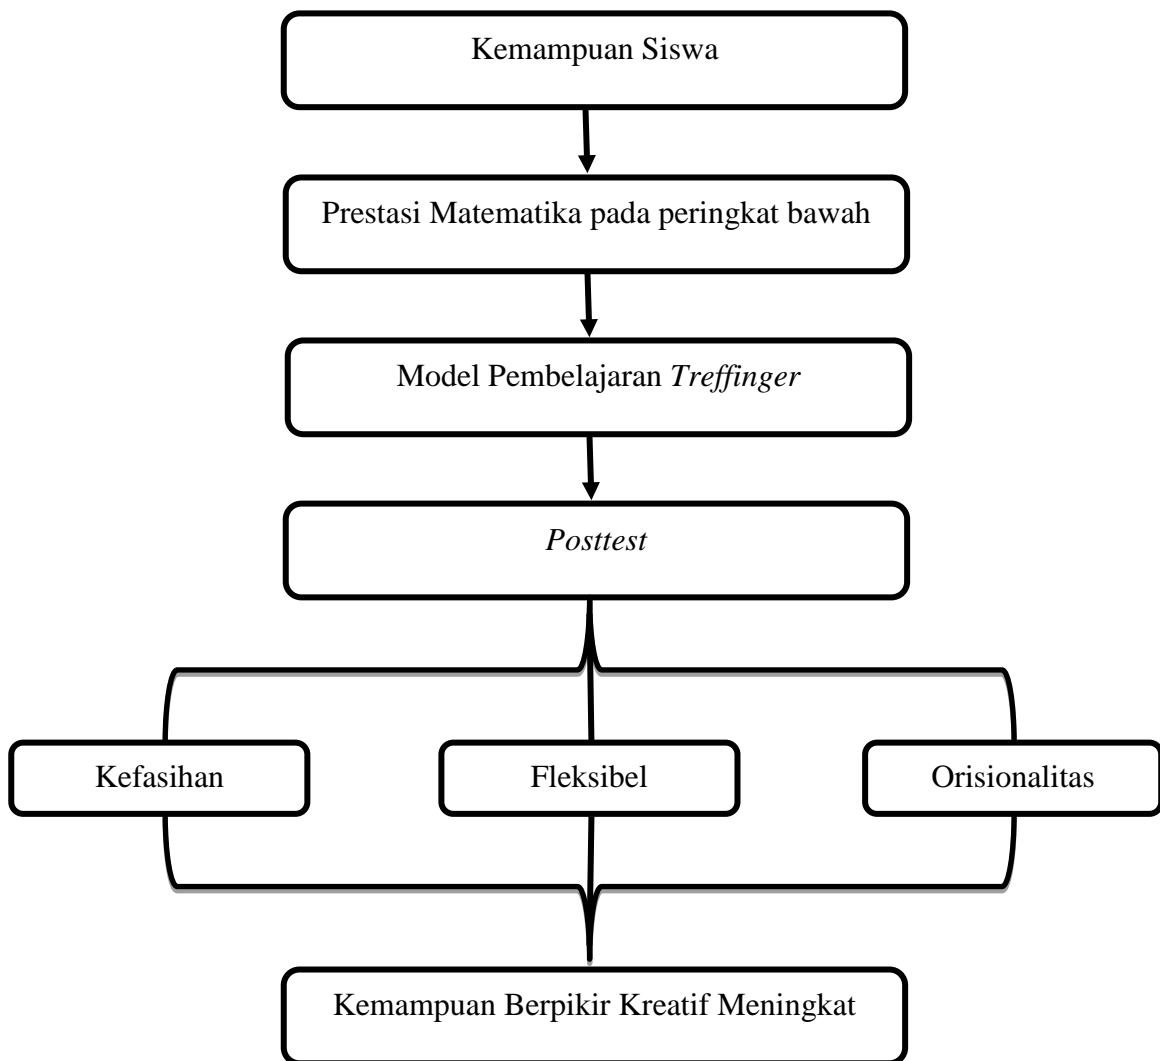 Kemampuan Siswa
Prestasi Matematika pada peringkat bawah
Model Pembelajaran Treffinger
Posttest
Kefasihan
Fleksibel
Orisionalitas
Kemampuan Berpikir Kreatif Meningkat